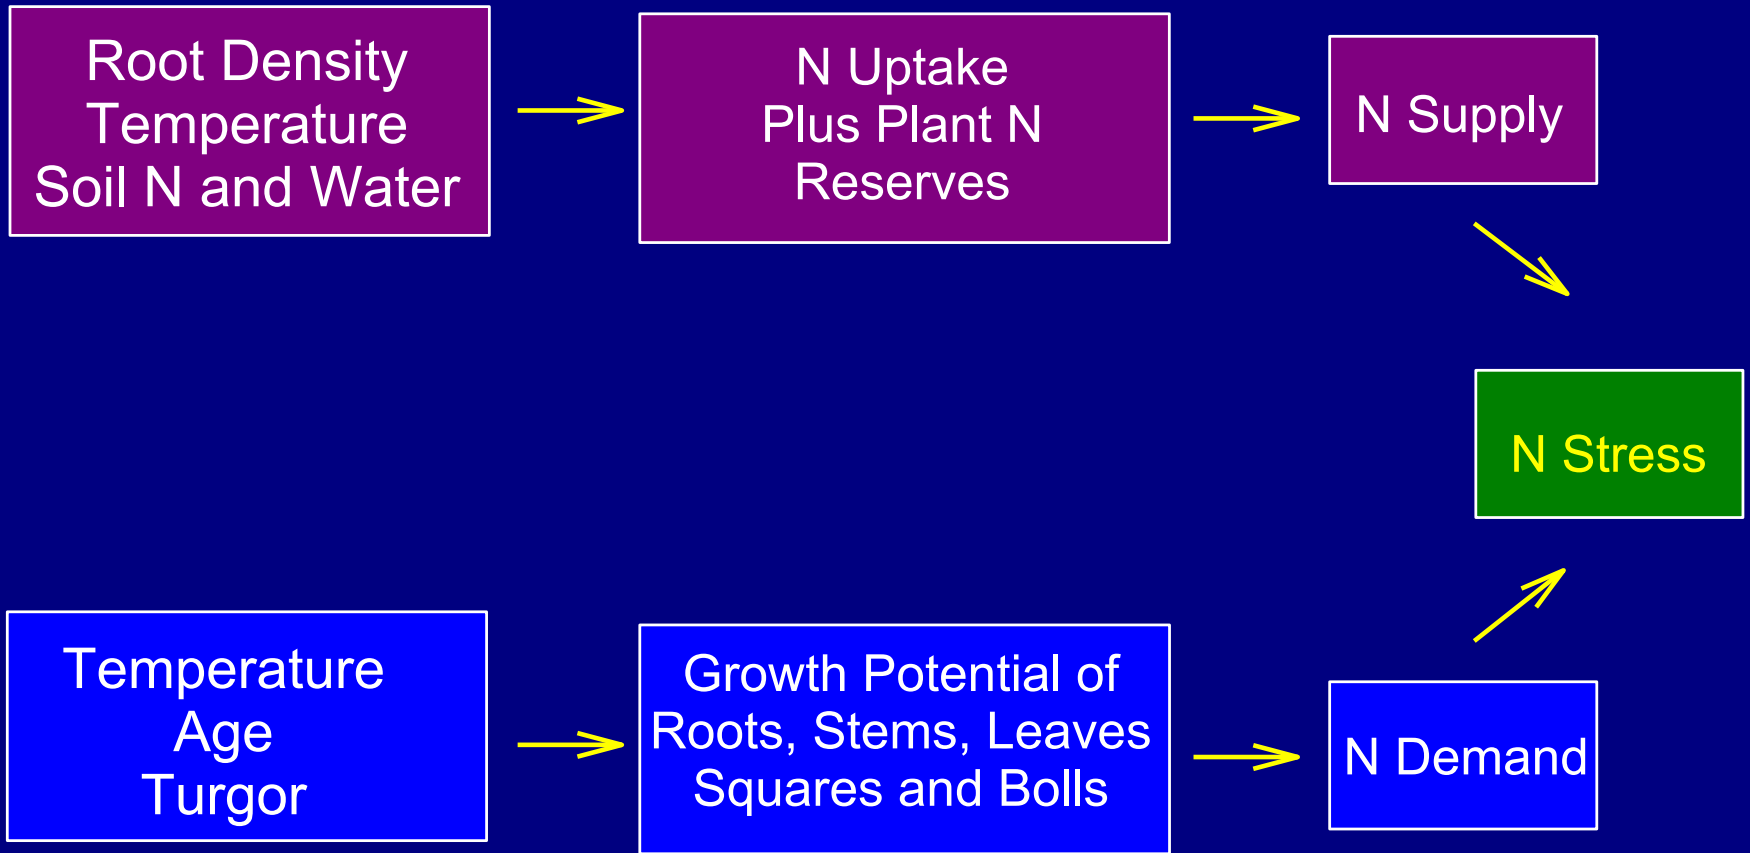 Root Density
Temperature
Soil N and Water
N Uptake
Plus Plant N
Reserves
N Supply
N Stress
Temperature
Age
Turgor
Growth Potential of
Roots, Stems, Leaves
Squares and Bolls
N Demand